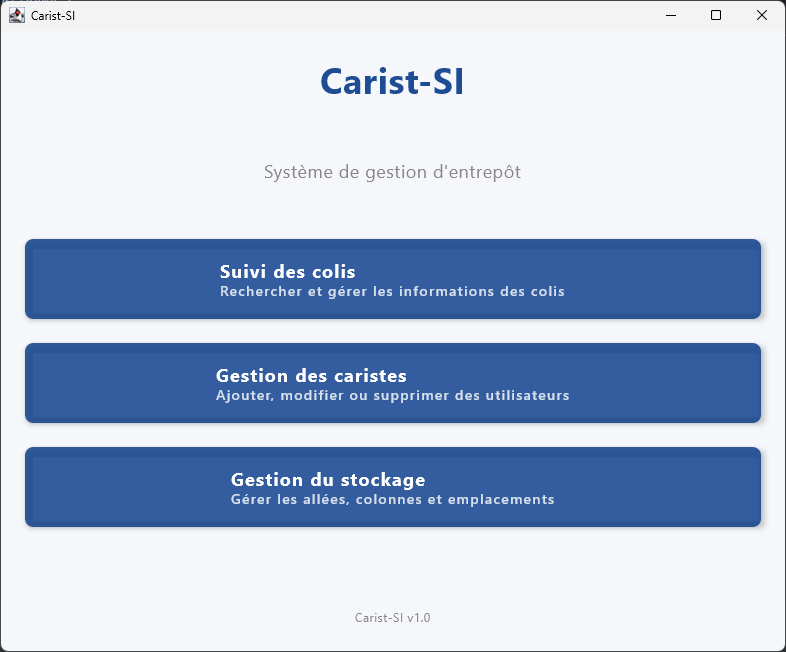 Carist-SI
Carist-SI
Système de gestion d'entrepôt
Suivi des colis
Rechercher et gérer les informations des colis
Gestion des caristes
Ajouter, modifier ou supprimer des utilisateurs
Gestion du stockage
Gérer les allées, colonnes et emplacements
Carist-SI v1.0